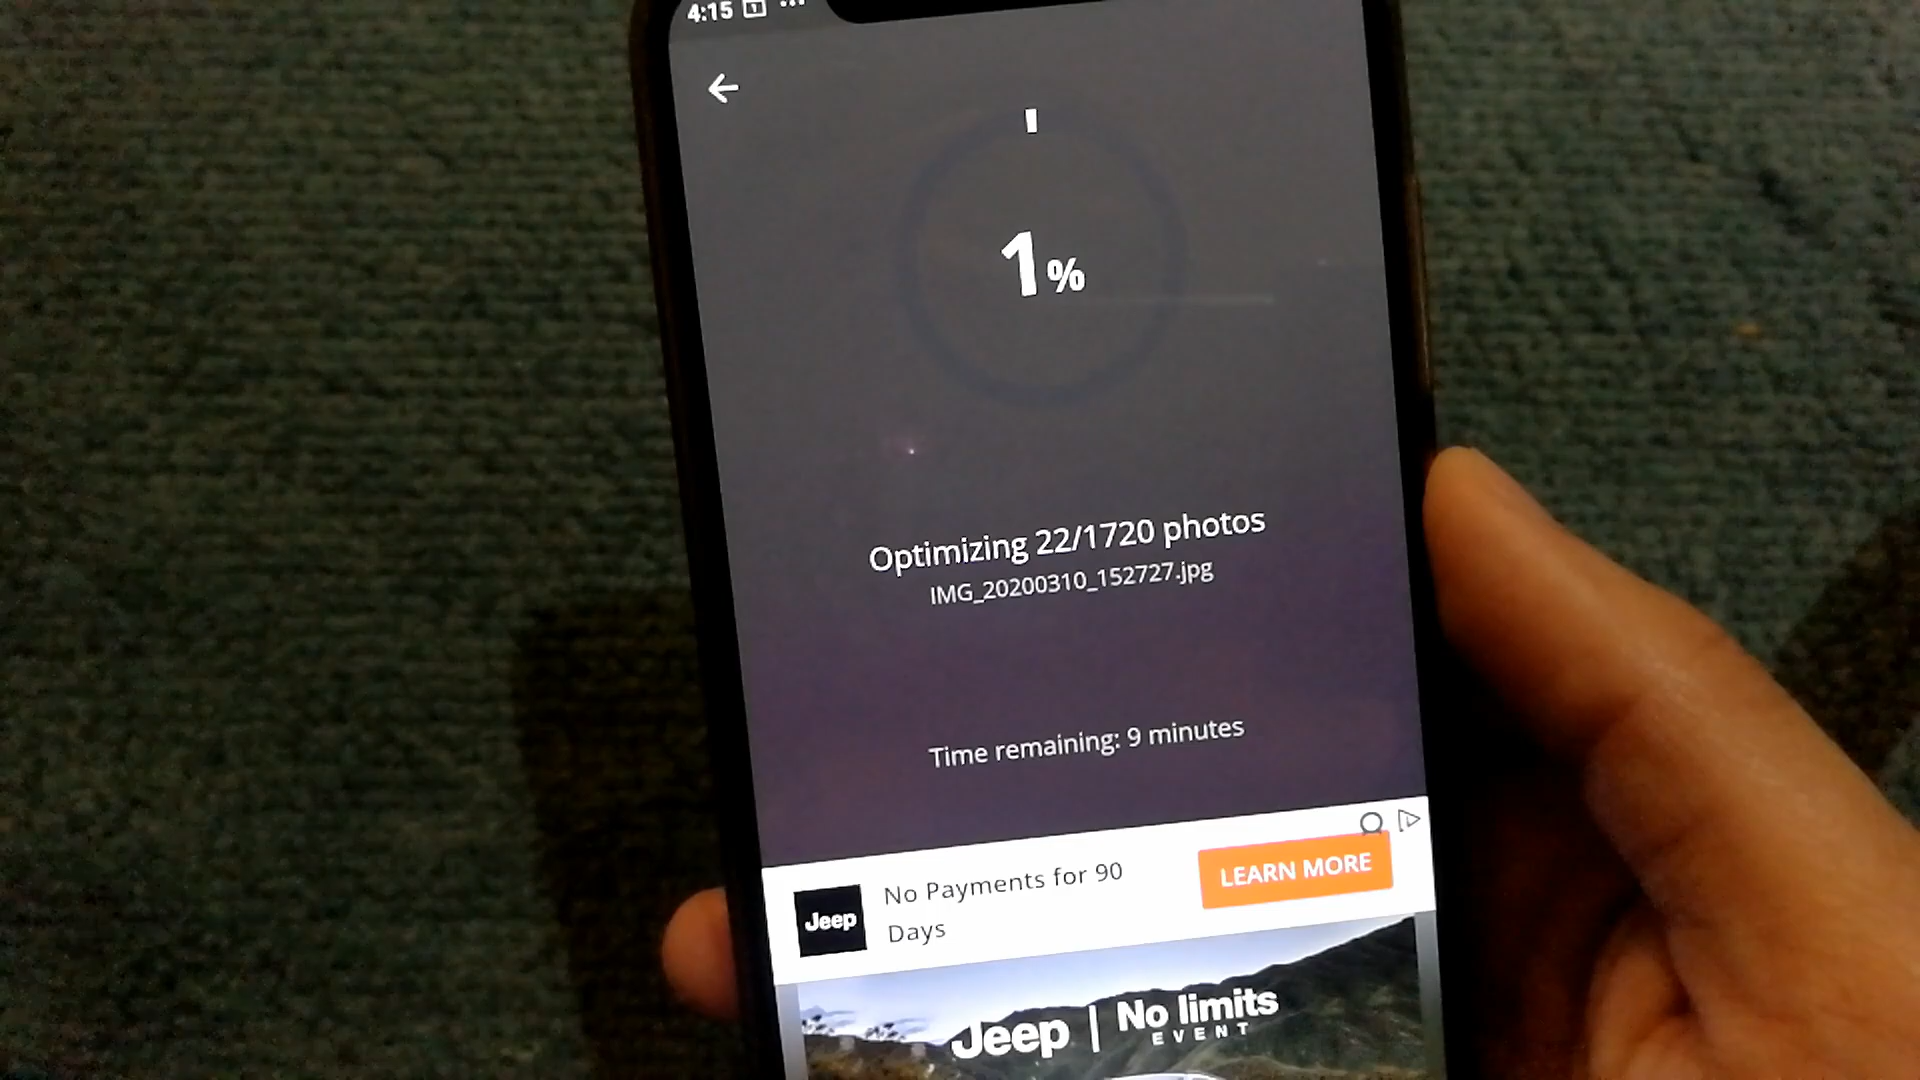 4:15
1%
Optimizing 22/1720 photos
IMG_20200310_152727.jpg
Time remaining: 9 minutes
Jeep
No Payments for 90
Days
LEARN MORE
Jeep | No limits
EVENT